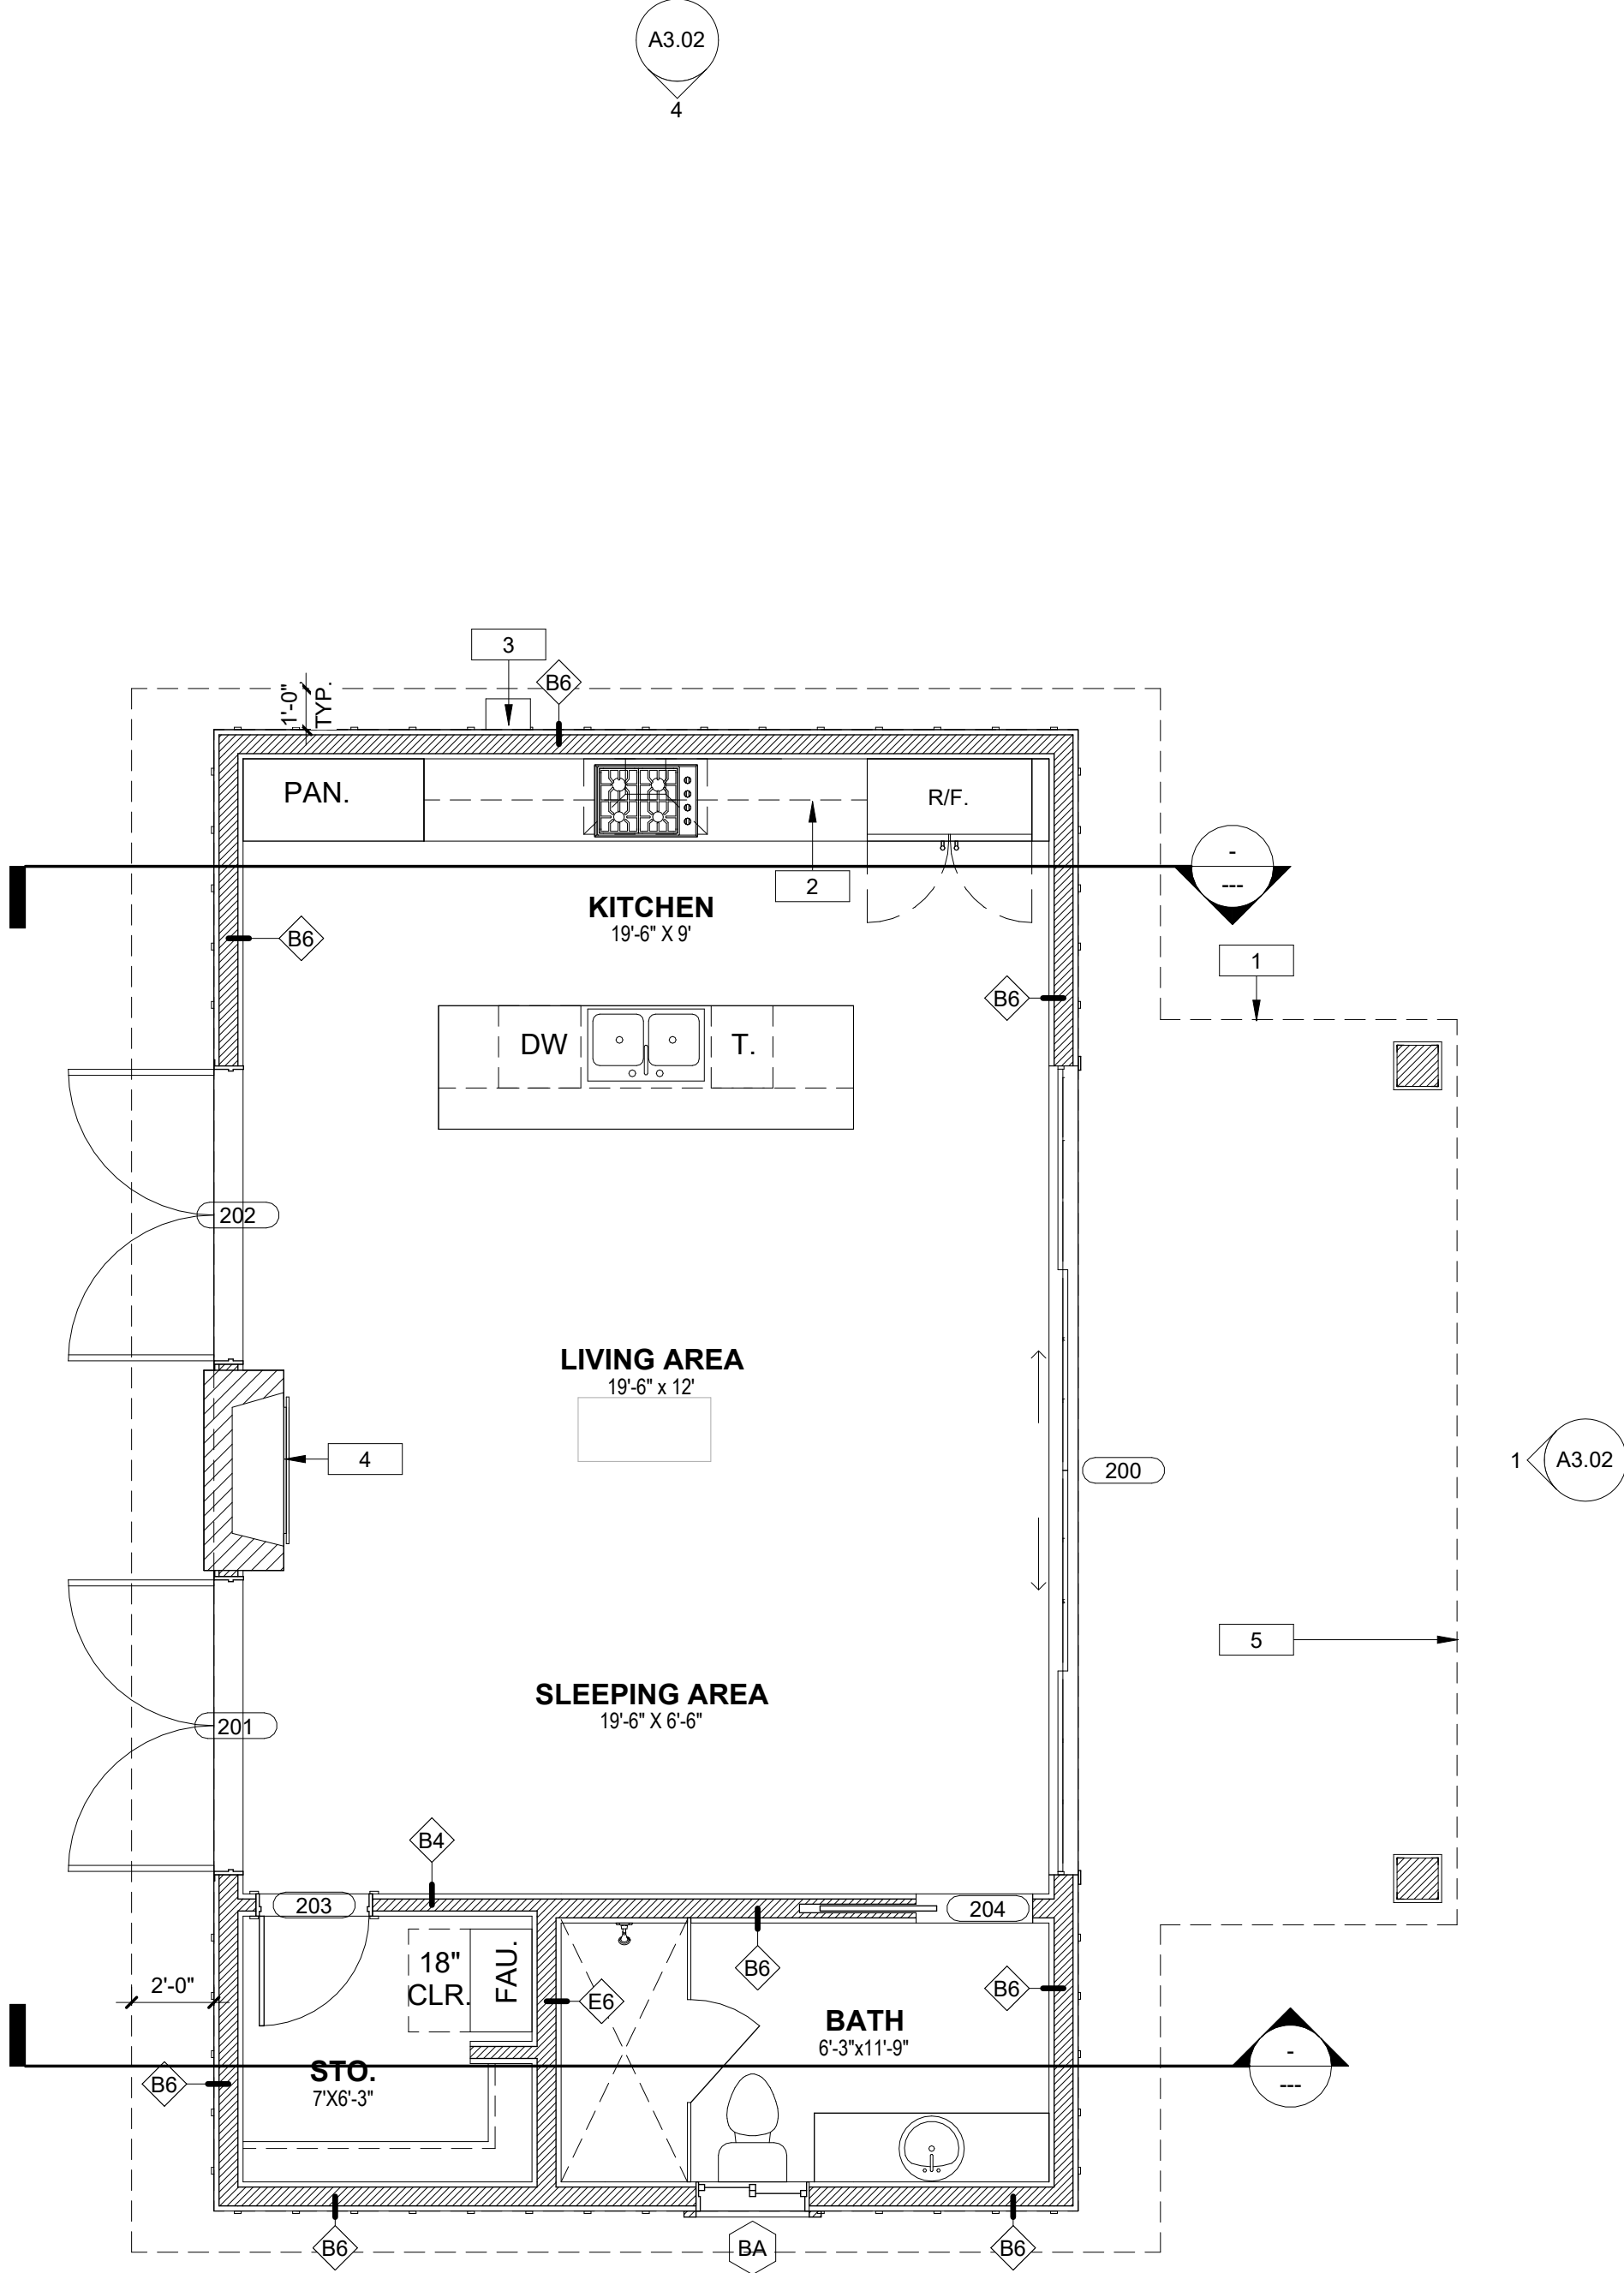 A3.02
4
3
B6
1'-0"
TYP.
PAN.
R/F.
-
---
2
KITCHEN
19'-6" X 9'
B6
1
B6
DW
T.
202
LIVING AREA
19'-6" x 12'
4
200
1
A3.02
5
SLEEPING AREA
19'-6" X 6'-6"
201
B4
203
204
18"
CLR.
FAU.
B6
2'-0"
B6
E6
BATH
6'-3"x11'-9"
-
---
STO.
7'X6'-3"
B6
B6
BA
B6